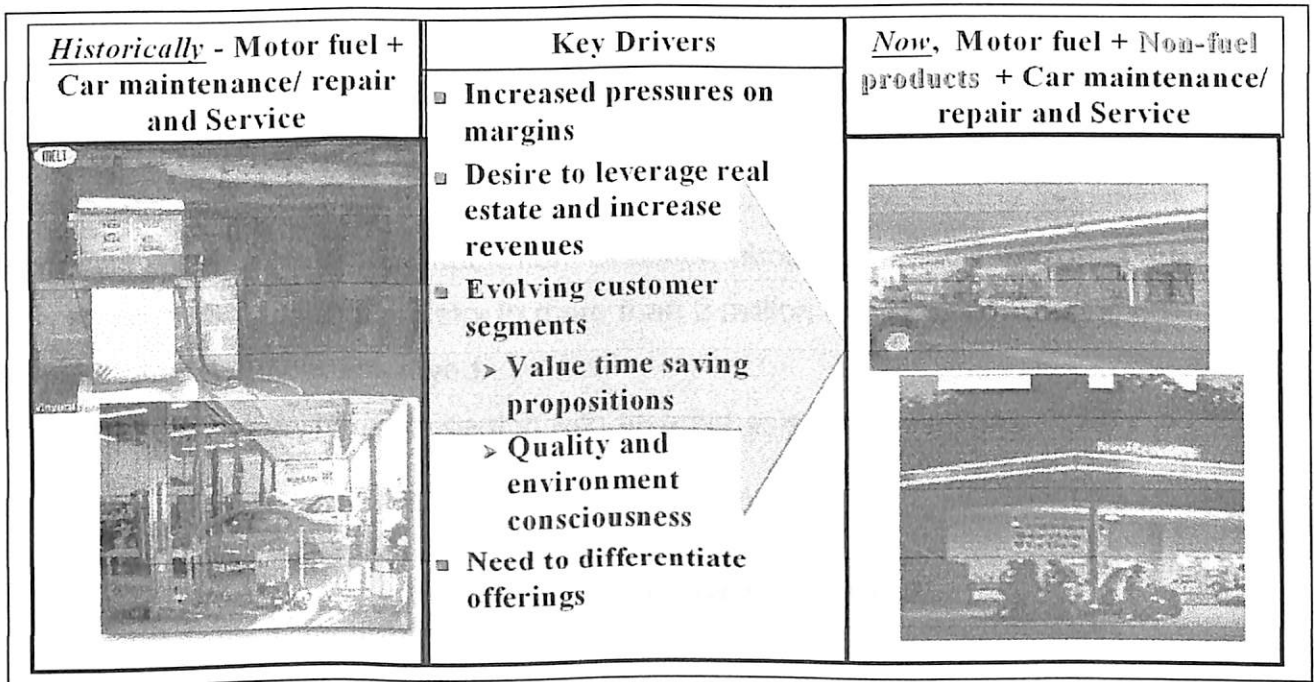 Historically - Motor fuel +
Car maintenance/ repair
and Service
MELT
Key Drivers
Increased pressures on
margins
Desire to leverage real
estate and increase
revenues
Evolving customer
segments
> Value time saving
propositions
> Quality and
environment
consciousness
Need to differentiate
offerings
Now, Motor fuel + Non-fuel
products + Car maintenance/
repair and Service